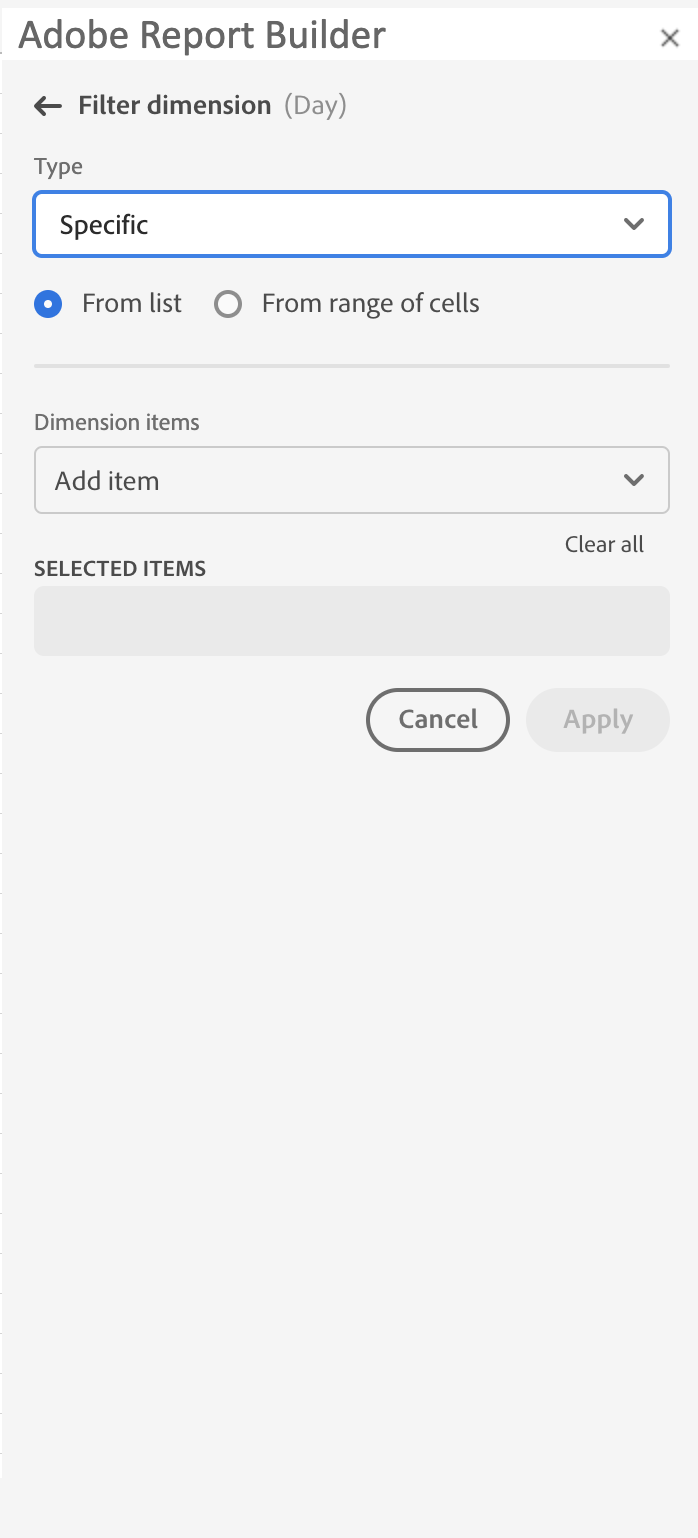 Adobe Report Builder
Filter dimension (Day)
Type
Specific
From list From range of cells
Dimension items
Add item
Clear all
SELECTED ITEMS
Cancel Apply